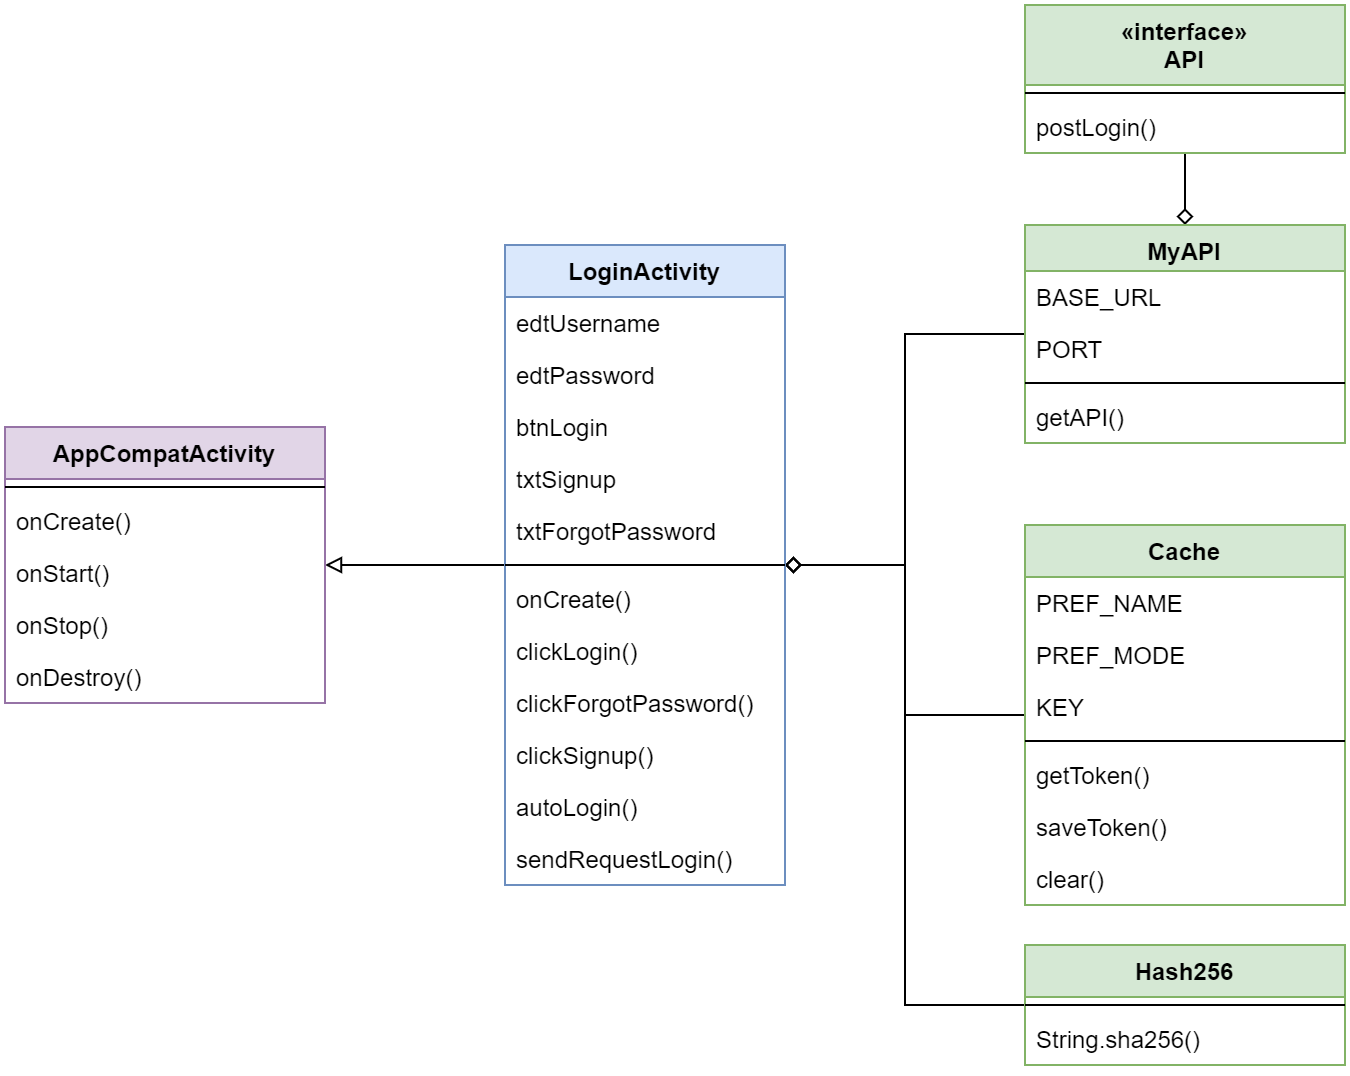 «interface»
API
postLogin()
MyAPI
BASE_URL
PORT
getAPI()
LoginActivity
edtUsername
edtPassword
btnLogin
txtSignup
txtForgotPassword
onCreate()
clickLogin()
clickForgotPassword()
clickSignup()
autoLogin()
sendRequestLogin()
AppCompatActivity
onCreate()
onStart()
onStop()
onDestroy()
Cache
PREF_NAME
PREF_MODE
KEY
getToken()
saveToken()
clear()
Hash256
String.sha256()